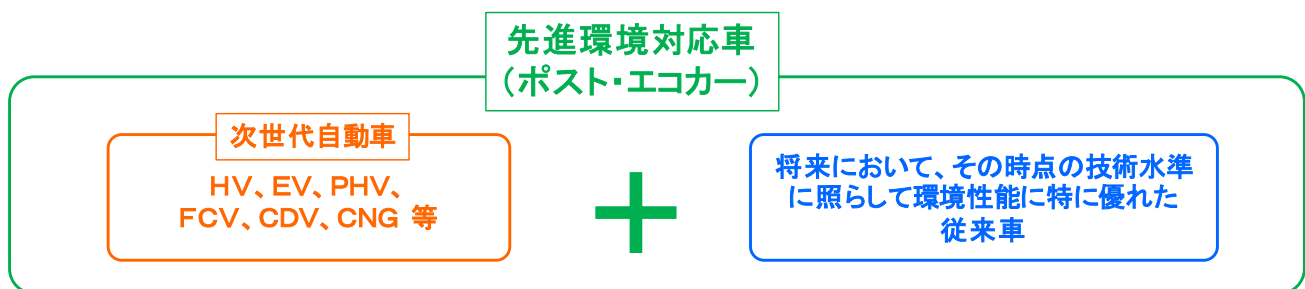 先進環境対応車
（ポスト・エコカー）
次世代自動車
ＨＶ、ＥＶ、ＰＨＶ、
ＦＣＶ、ＣＤＶ、ＣＮＧ 等
＋
将来において、その時点の技術水準
に照らして環境性能に特に優れた
従来車